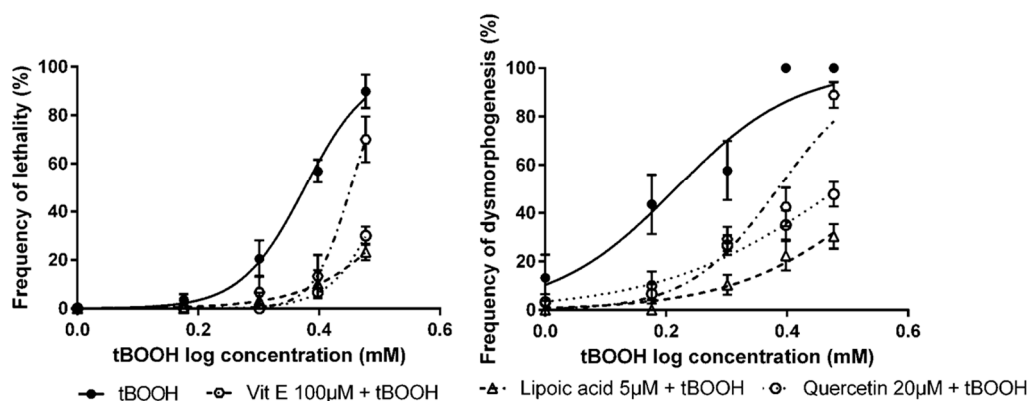 Frequency of lethality (%)
100
80
60
40
20
0
0.0 0.2 0.4 0.6
tBOOH log concentration (mM)
Frequency of dysmorphogenesis (%)
100
80
60
40
20
0
0.0 0.2 0.4 0.6
tBOOH log concentration (mM)
tBOOH Vit E 100µM + tBOOH Lipoic acid 5µM + tBOOH Quercetin 20µM + tBOOH